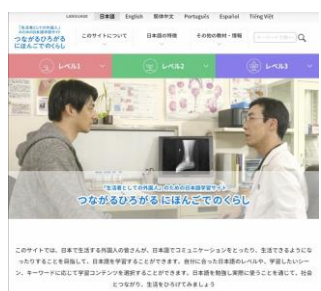 LANGUAGE 日本語 English 簡体中文 Português Español Tiếng Việt
「生活者としての外国人」
のための日本語学習サイト
つながるひろがる
にほんごでのくらし
このサイトについて 日本語の特徴 その他の教材・情報
レベル1 レベル2 レベル3
「生活者としての外国人」のための日本語学習サイト
つながるひろがる にほんごでのくらし
このサイトでは、日本で生活する外国人の皆さんが、日本語でコミュニケーションをとったり、生活できるようにな
ったりすることを目指して、日本語を学習することができます。自分に合った日本語のレベルや、学習したいシー
ン、キーワードに応じて学習コンテンツを選択することができます。日本語を勉強し実際に使うことを通じて、社会
とつながり、生活をひろげてみましょう